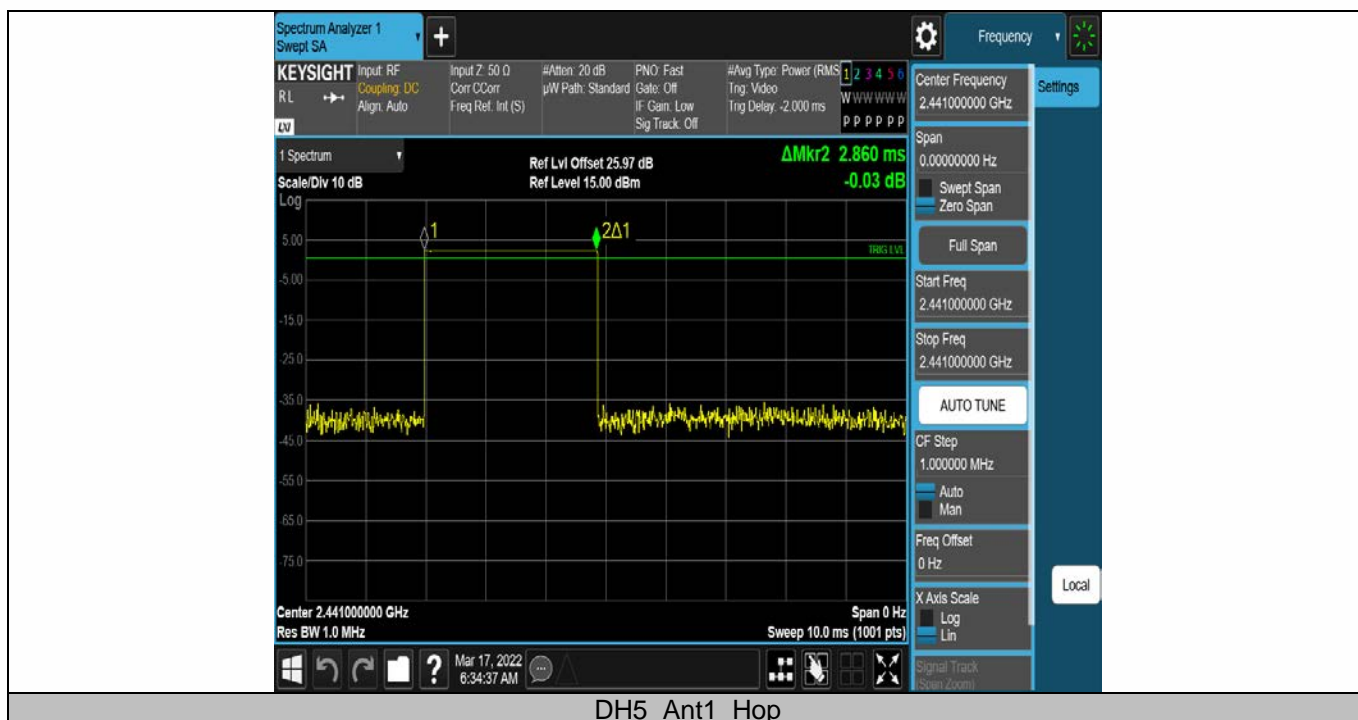 Spectrum Analyzer 1
Swept SA
+
Frequency
KEYSIGHT
RL
LXI
Input: RF
Coupling: DC
Align: Auto
Input Z: 50 Ω
Corr CCorr
Freq Ref: Int (S)
#Atten: 20 dB
µW Path: Standard
PNO: Fast
Gate: Off
IF Gain: Low
Sig Track: Off
#Avg Type: Power (RMS
Trig: Video
Trig Delay: -2.000 ms
1 2 3 4 5 6
W W W W W W
P P P P P P
1 Spectrum
Scale/Div 10 dB
Log
Ref Lvl Offset 25.97 dB
Ref Level 15.00 dBm
ΔMkr2 2.860 ms
-0.03 dB
1
2Δ1
TRIG LVL
5.00
-5.00
-15.0
-25.0
-35.0
-45.0
-55.0
-65.0
-75.0
Center 2.441000000 GHz
Res BW 1.0 MHz
Span 0 Hz
Sweep 10.0 ms (1001 pts)
?
Mar 17, 2022
6:34:37 AM
Center Frequency
2.441000000 GHz
Span
0.00000000 Hz
Swept Span
Zero Span
Full Span
Start Freq
2.441000000 GHz
Stop Freq
2.441000000 GHz
AUTO TUNE
CF Step
1.000000 MHz
Auto
Man
Freq Offset
0 Hz
X Axis Scale
Log
Lin
Signal Track
(Span Zoom)
Settings
Local
DH5_Ant1_Hop